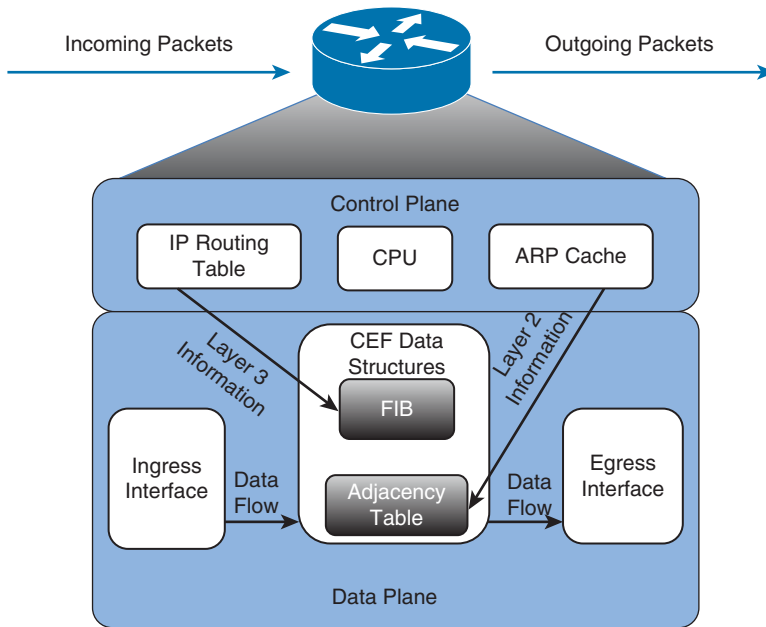 Incoming Packets
Outgoing Packets
Control Plane
IP Routing
Table
CPU
ARP Cache
Layer 3
Information
CEF Data
Structures
Layer 2
Information
FIB
Ingress
Interface
Data
Flow
Adjacency
Table
Data
Flow
Egress
Interface
Data Plane